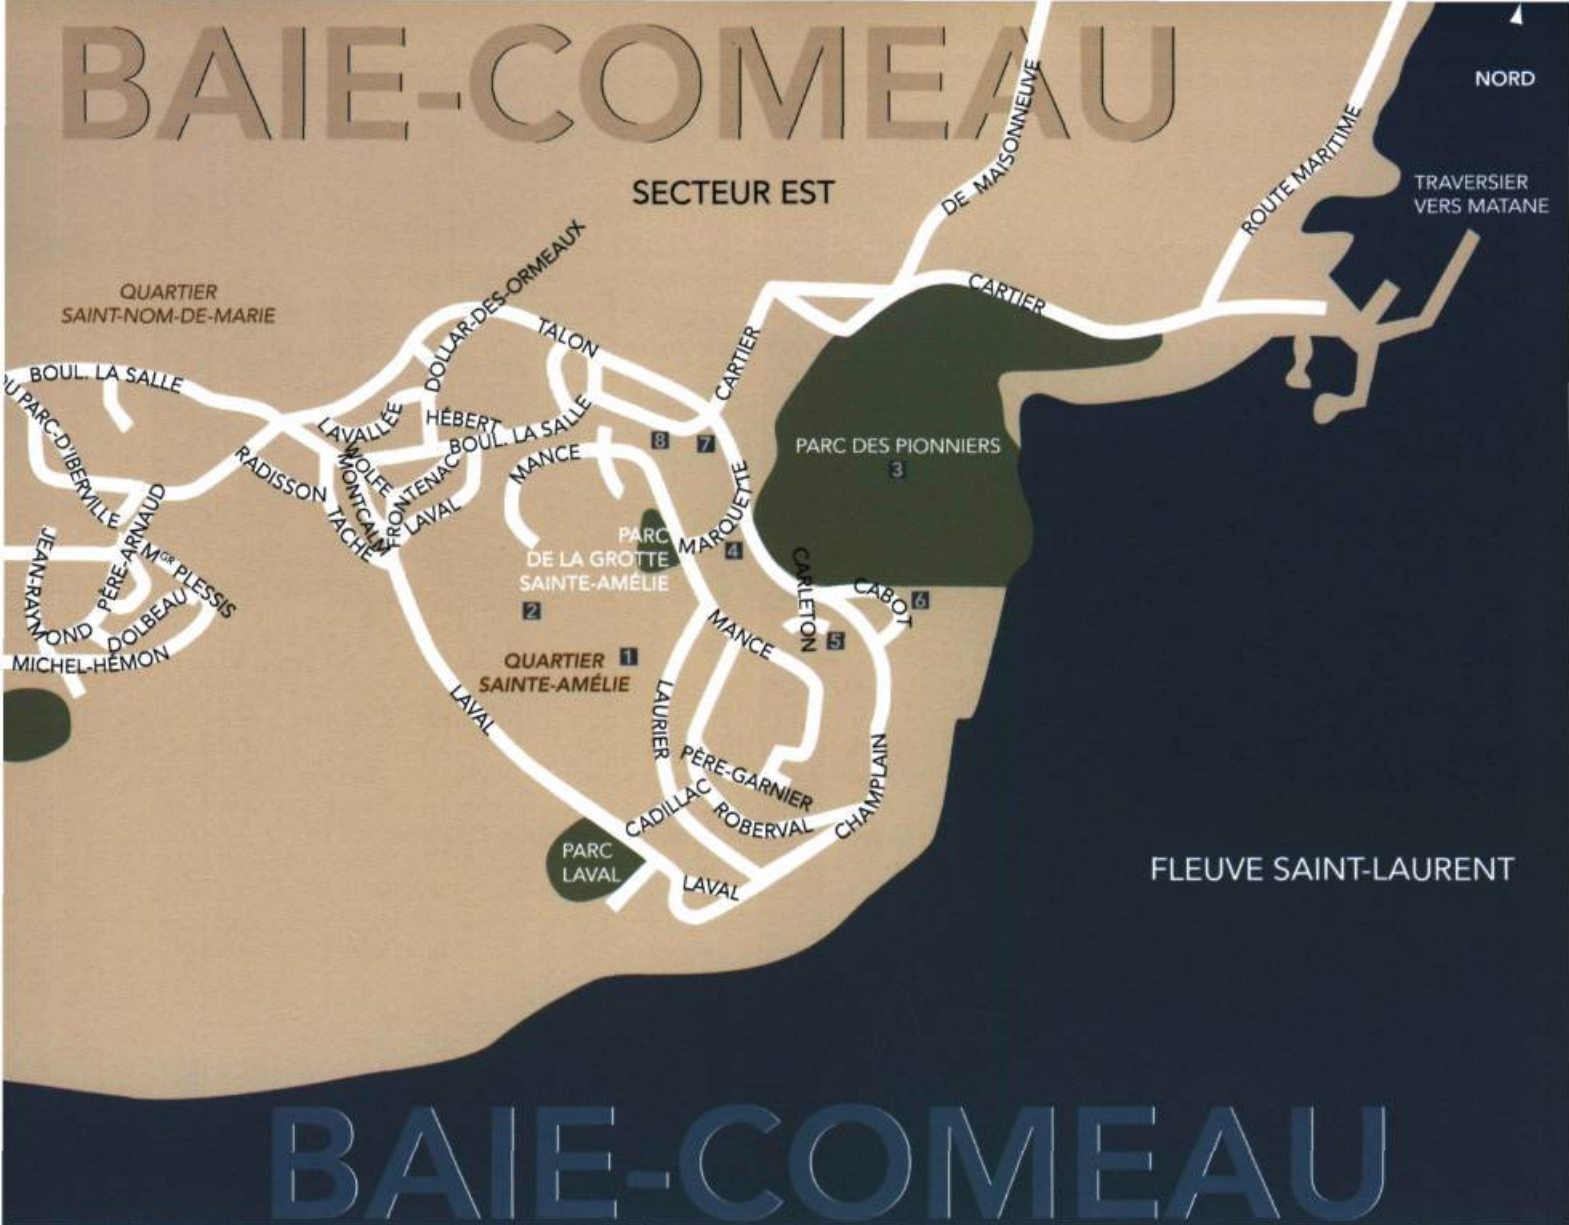 BAIE-COMEAU
NORD
SECTEUR EST
DE MAISONNEUVE
ROUTE MARITIME
TRAVERSIER
VERS MATANE
QUARTIER
SAINT-NOM-DE-MARIE
DOLLAR-DES-ORMEAUX
TALON
CARTIER
CARTIER
BOUL. LA SALLE
DU PARC-D'IBERVILLE
LAVALLÉE
HÉBERT
BOUL. LA SALLE
RADISSON
WOLFE
MONTCALM
FRONTENAC
LAVAL
TACHÉ
MANCE
8
7
PARC DES PIONNIERS
3
MARQUETTE
4
PARC
DE LA GROTTE
SAINTE-AMÉLIE
2
JEAN-RAYMOND
PÈRE-ARNAUD
MGR PLESSIS
DOLBEAU
MICHEL-HÉMON
CARLETON
CABOT
6
5
MANCE
QUARTIER
SAINTE-AMÉLIE
1
LAVAL
LAURIER
PÈRE-GARNIER
CADILLAC
ROBERVAL
CHAMPLAIN
PARC
LAVAL
LAVAL
FLEUVE SAINT-LAURENT
BAIE-COMEAU